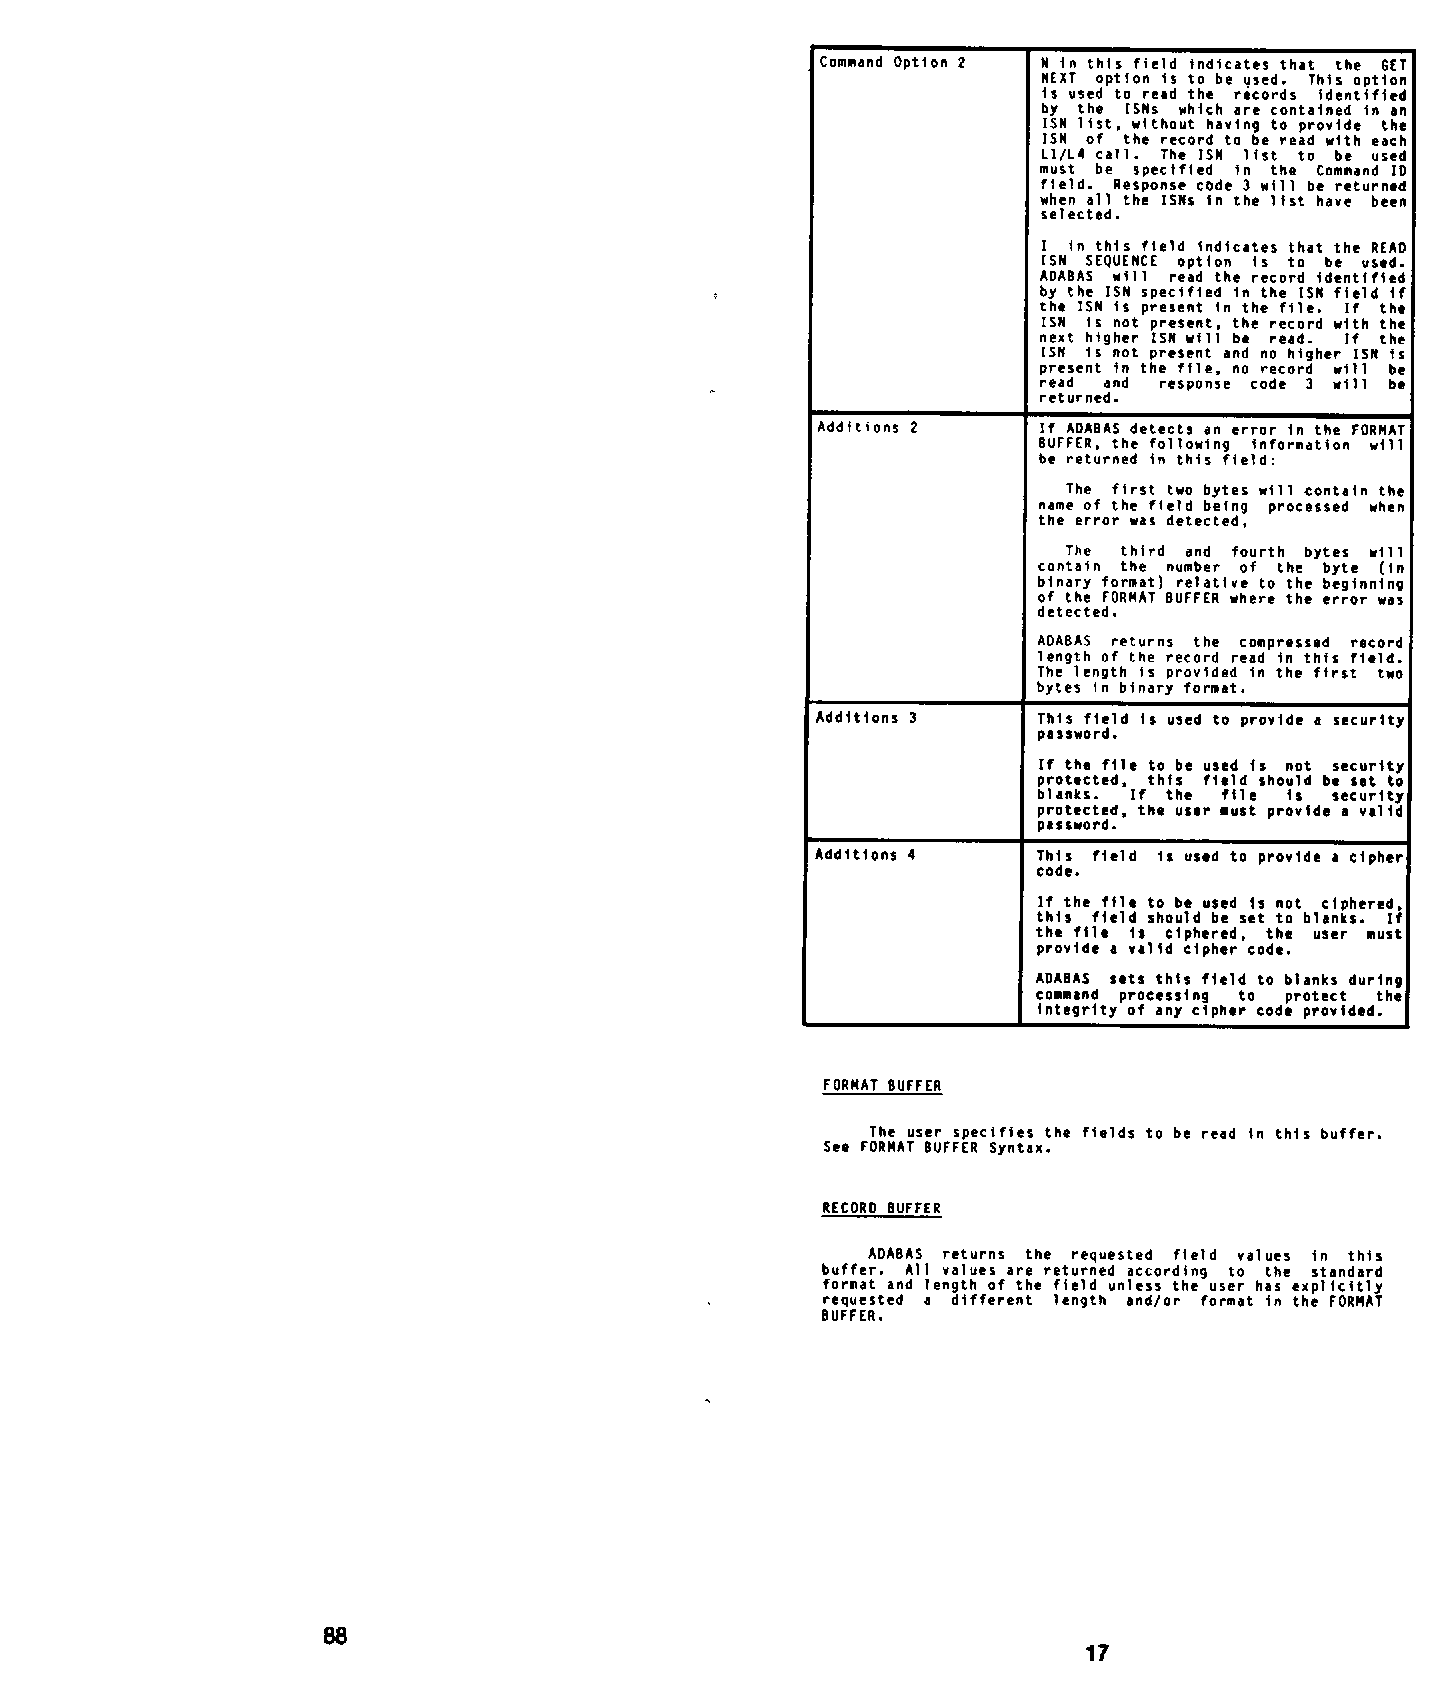 Command Option 2
N in this field indicates that the GET
NEXT option is to be used. This option
is used to read the records identified
by the ISNs which are contained in an
ISN list, without having to provide the
ISN of the record to be read with each
L1/L4 call. The ISN list to be used
must be specified in the Command ID
field. Response code 3 will be returned
when all the ISNs in the list have been
selected.
I in this field indicates that the READ
ISN SEQUENCE option is to be used.
ADABAS will read the record identified
by the ISN specified in the ISN field if
the ISN is present in the file. If the
ISN is not present, the record with the
next higher ISN will be read. If the
ISN is not present and no higher ISN is
present in the file, no record will be
read and response code 3 will be
returned.
Additions 2
If ADABAS detects an error in the FORMAT
BUFFER, the following information will
be returned in this field:
The first two bytes will contain the
name of the field being processed when
the error was detected,
The third and fourth bytes will
contain the number of the byte (in
binary format) relative to the beginning
of the FORMAT BUFFER where the error was
detected.
ADABAS returns the compressed record
length of the record read in this field.
The length is provided in the first two
bytes in binary format.
Additions 3
This field is used to provide a security
password.
If the file to be used is not security
protected, this field should be set to
blanks. If the file is security
protected, the user must provide a valid
password.
Additions 4
This field is used to provide a cipher
code.
If the file to be used is not ciphered,
this field should be set to blanks. If
the file is ciphered, the user must
provide a valid cipher code.
ADABAS sets this field to blanks during
command processing to protect the
integrity of any cipher code provided.
FORMAT BUFFER
The user specifies the fields to be read in this buffer.
See FORMAT BUFFER Syntax.
RECORD BUFFER
ADABAS returns the requested field values in this
buffer. All values are returned according to the standard
format and length of the field unless the user has explicitly
requested a different length and/or format in the FORMAT
BUFFER.
88
17